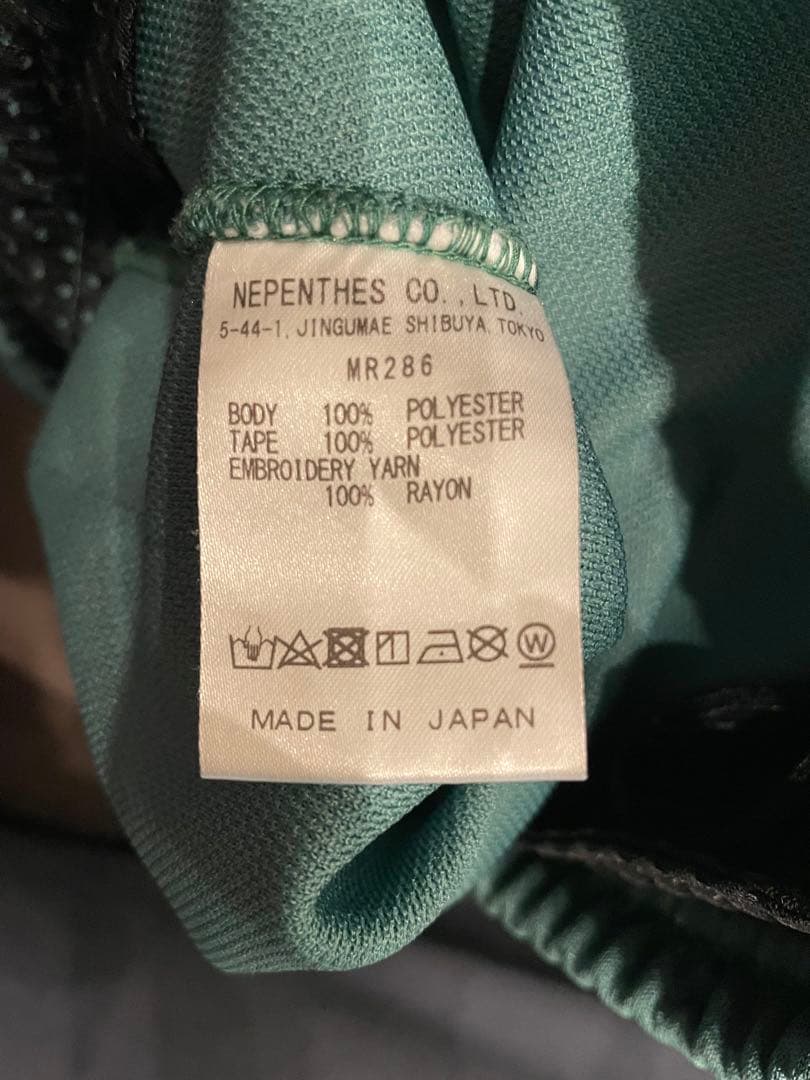 NEPENTHES CO., LTD.
5-44-1, JINGUMAE SHIBUYA, TOKYO
MR286
BODY 100% POLYESTER
TAPE 100% POLYESTER
EMBROIDERY YARN
100% RAYON
W
MADE IN JAPAN